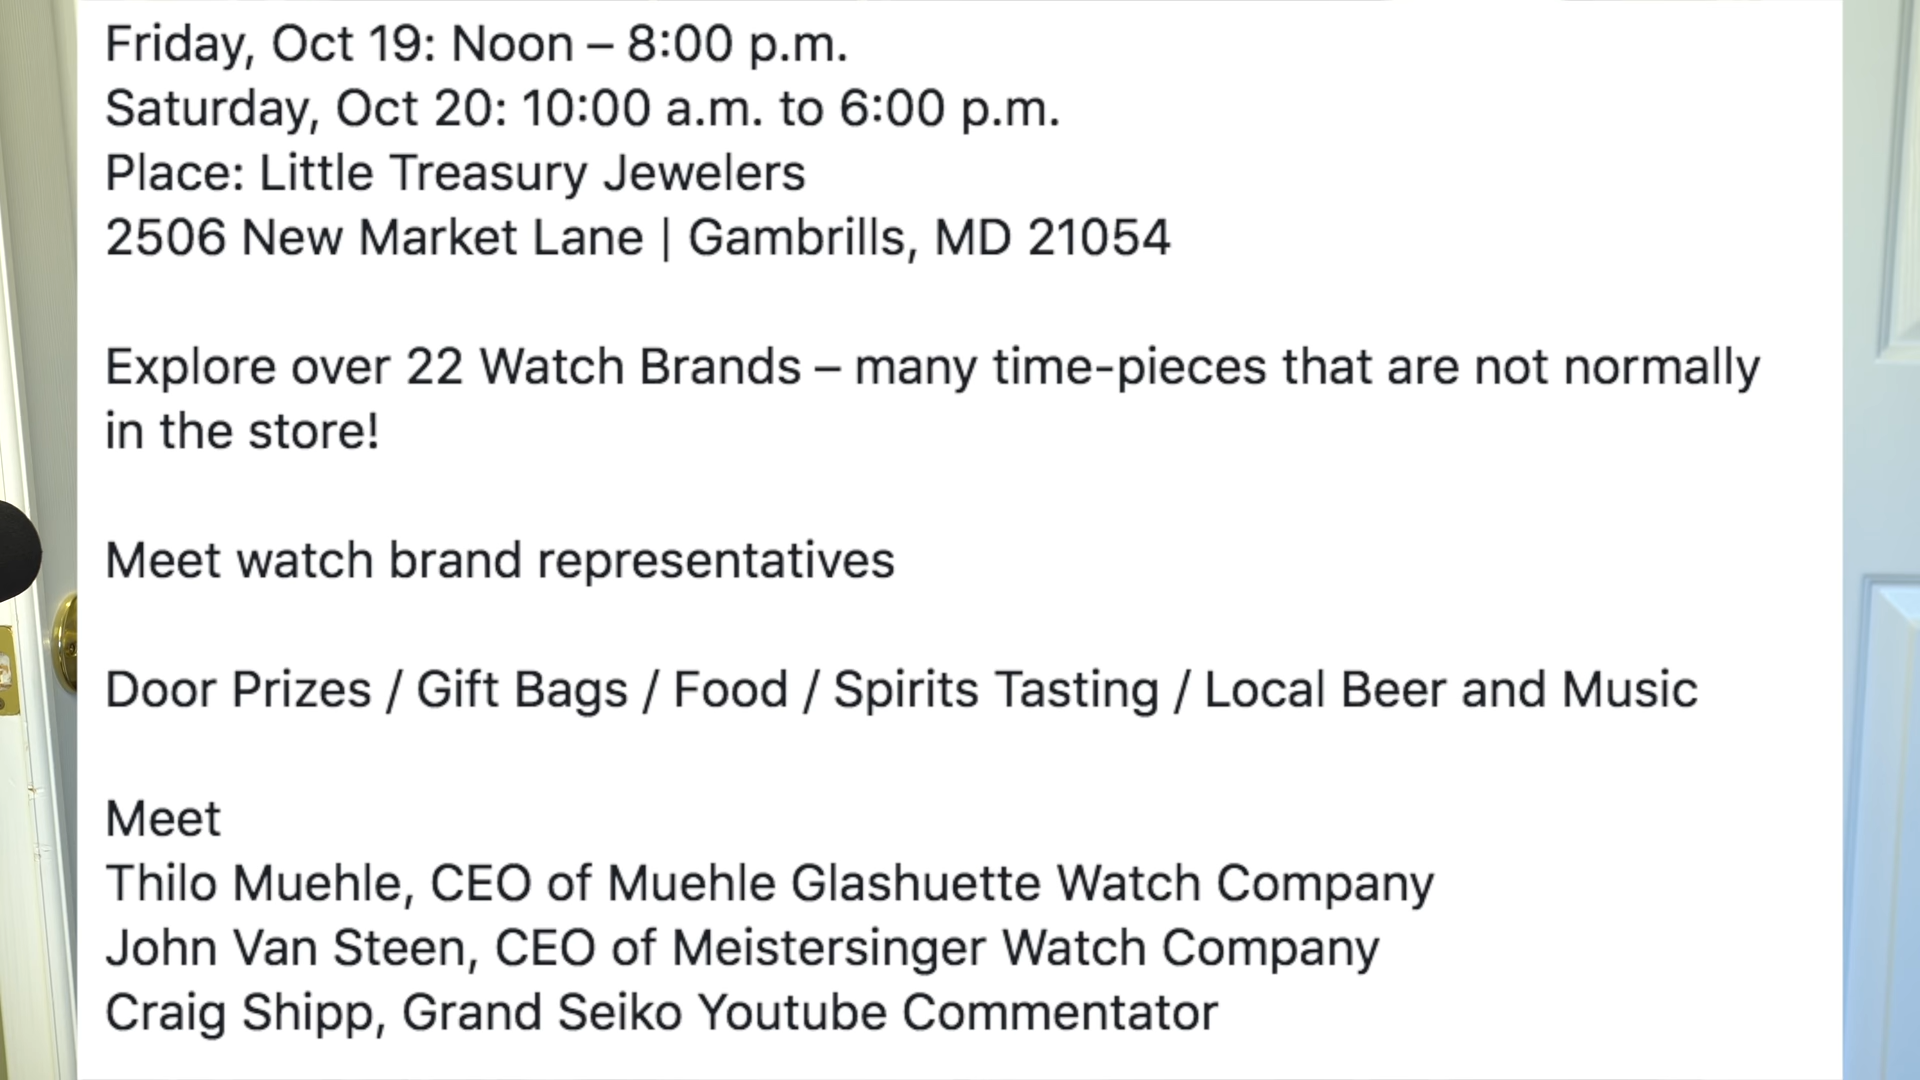 Friday, Oct 19: Noon – 8:00 p.m.
Saturday, Oct 20: 10:00 a.m. to 6:00 p.m.
Place: Little Treasury Jewelers
2506 New Market Lane | Gambrills, MD 21054
Explore over 22 Watch Brands – many time-pieces that are not normally
in the store!
Meet watch brand representatives
Door Prizes / Gift Bags / Food / Spirits Tasting / Local Beer and Music
Meet
Thilo Muehle, CEO of Muehle Glashuette Watch Company
John Van Steen, CEO of Meistersinger Watch Company
Craig Shipp, Grand Seiko Youtube Commentator